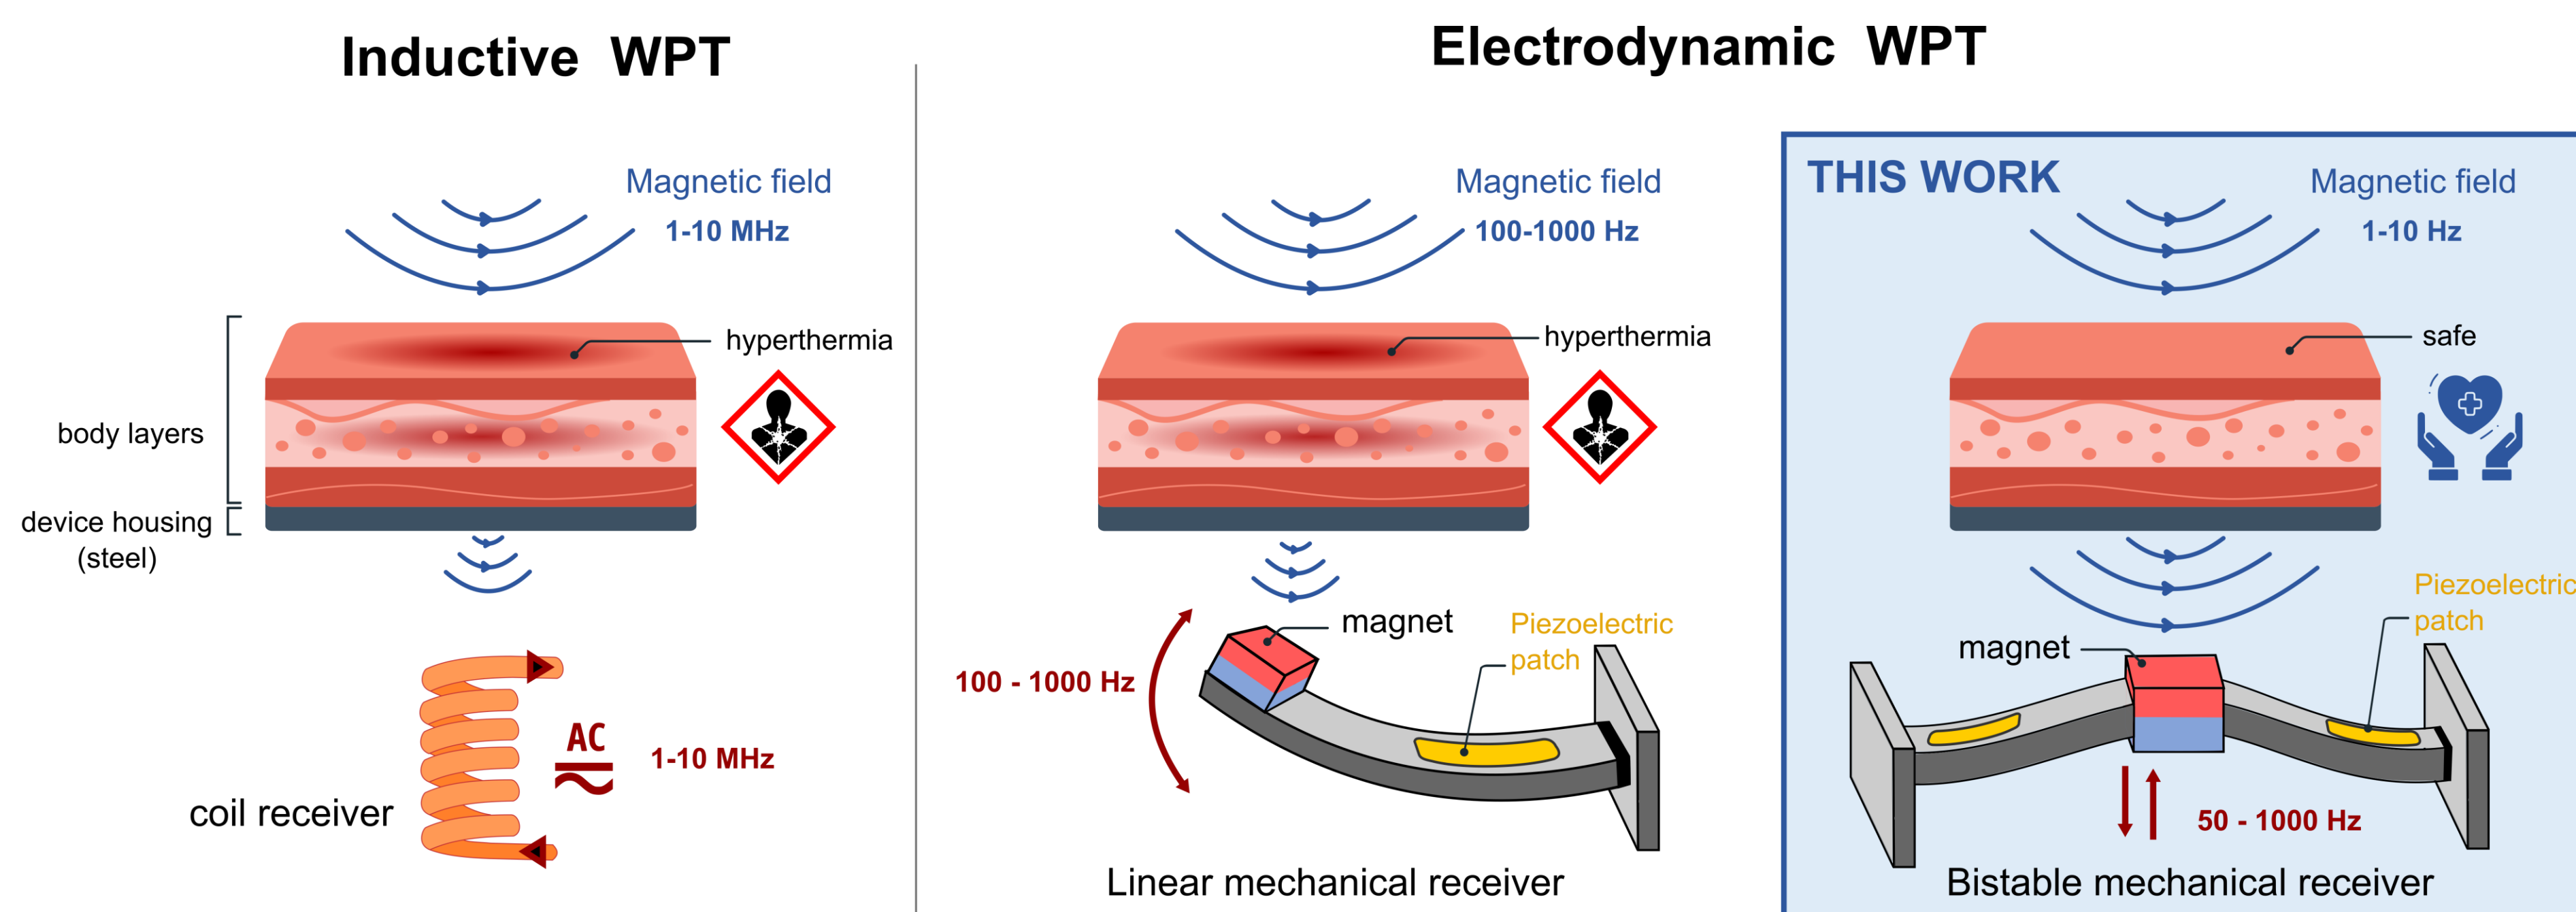 Inductive WPT
Magnetic field
1-10 MHz
hyperthermia
body layers
device housing
(steel)
AC
1-10 MHz
coil receiver
Electrodynamic WPT
Magnetic field
100-1000 Hz
hyperthermia
magnet
Piezoelectric
patch
100 - 1000 Hz
Linear mechanical receiver
THIS WORK
Magnetic field
1-10 Hz
safe
Piezoelectric
patch
magnet
50 - 1000 Hz
Bistable mechanical receiver